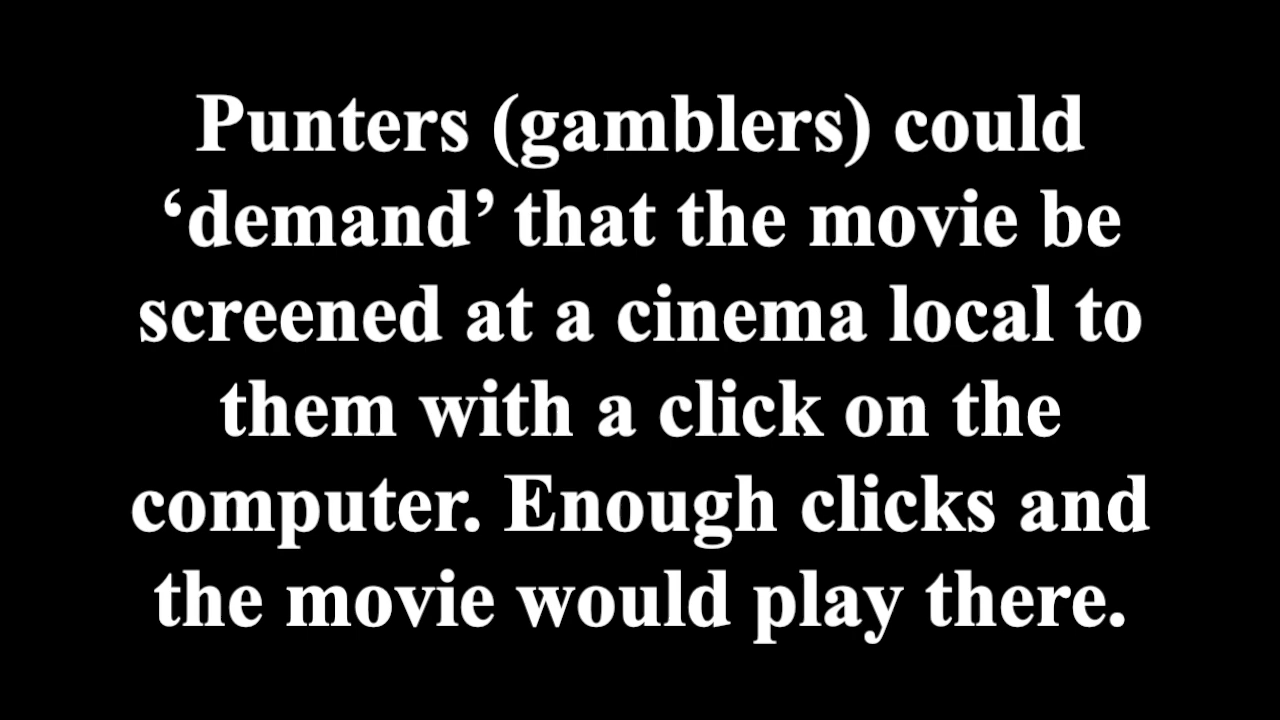 Punters (gamblers) could
‘demand’ that the movie be
screened at a cinema local to
them with a click on the
computer. Enough clicks and
the movie would play there.